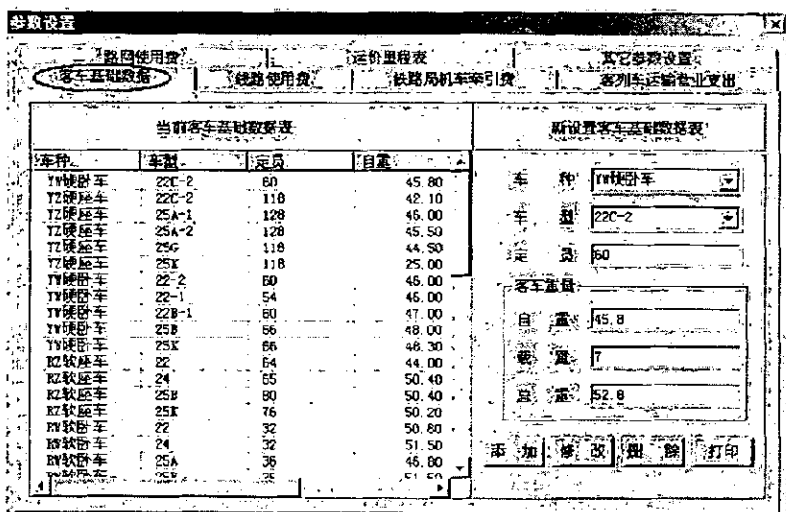 参数设置
路网使用费 运价里程表 其它参数设置
客车基础数据 线路使用费 铁路局机车牵引费 客列车运输企业支出
当前客车基础数据表
新设置客车基础数据表
车种 车型 定员 自重
YW硬卧车 22C-2 60 45.80
YZ硬座车 22C-2 118 42.10
YZ硬座车 25A-1 128 46.00
YZ硬座车 25A-2 128 45.50
YZ硬座车 25G 118 44.50
YZ硬座车 25K 118 25.00
YW硬卧车 22-2 60 46.00
YW硬卧车 22-1 54 46.00
YW硬卧车 22B-1 60 47.00
YW硬卧车 25B 66 48.00
YW硬卧车 25K 66 48.30
RZ软座车 22 64 44.00
RZ软座车 24 65 50.40
RZ软座车 25B 80 50.40
RZ软座车 25K 76 50.20
RW软卧车 22 32 50.80
RW软卧车 24 32 51.50
RW软卧车 25A 36 46.80
车 种 YW硬卧车
车 型 22C-2
定 员 60
客车重量
自 重 45.8
载 重 7
总 重 52.8
添 加 修 改 删 除 打印